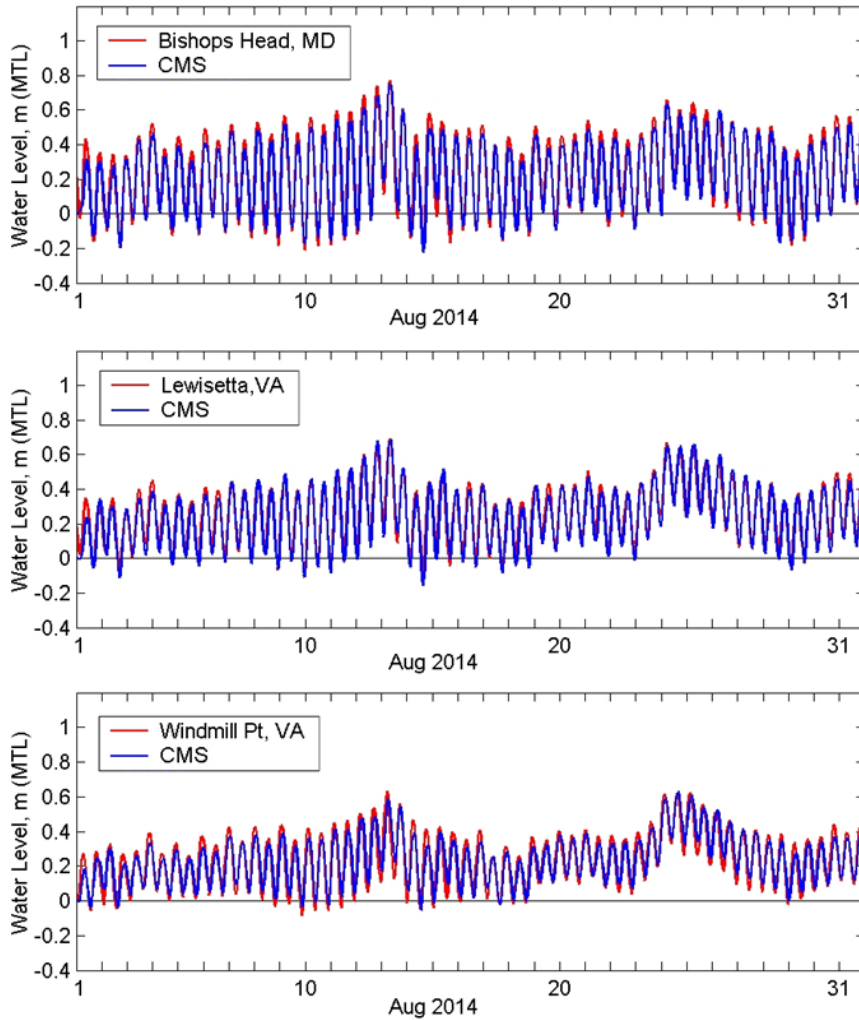 Bishops Head, MD
CMS
Water Level, m (MTL)
1
0.8
0.6
0.4
0.2
0
-0.2
-0.4
1 10 20 31
Aug 2014
Lewisetta,VA
CMS
Water Level, m (MTL)
1
0.8
0.6
0.4
0.2
0
-0.2
-0.4
1 10 20 31
Aug 2014
Windmill Pt, VA
CMS
Water Level, m (MTL)
1
0.8
0.6
0.4
0.2
0
-0.2
-0.4
1 10 20 31
Aug 2014